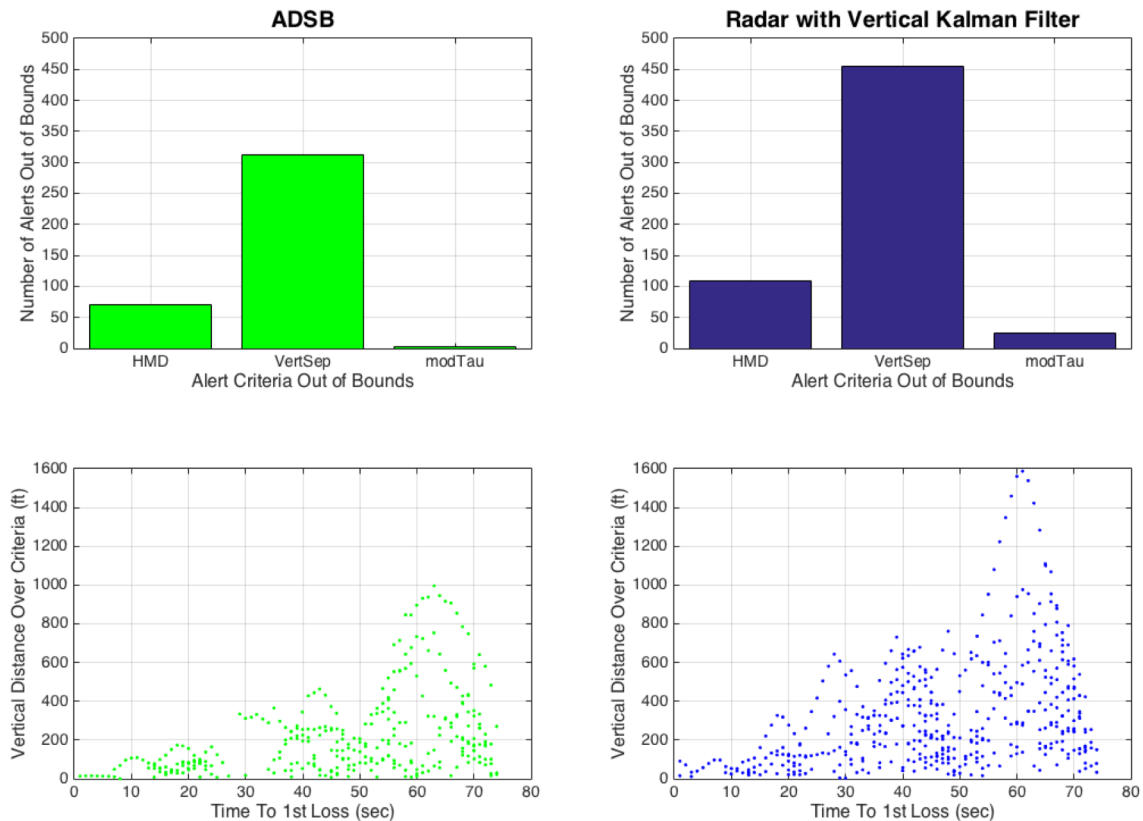 ADSB
Number of Alerts Out of Bounds
500
450
400
350
300
250
200
150
100
50
0
HMD VertSep modTau
Alert Criteria Out of Bounds
Radar with Vertical Kalman Filter
Number of Alerts Out of Bounds
500
450
400
350
300
250
200
150
100
50
0
HMD VertSep modTau
Alert Criteria Out of Bounds
Vertical Distance Over Criteria (ft)
1600
1400
1200
1000
800
600
400
200
0
0 10 20 30 40 50 60 70 80
Time To 1st Loss (sec)
Vertical Distance Over Criteria (ft)
1600
1400
1200
1000
800
600
400
200
0
0 10 20 30 40 50 60 70 80
Time To 1st Loss (sec)